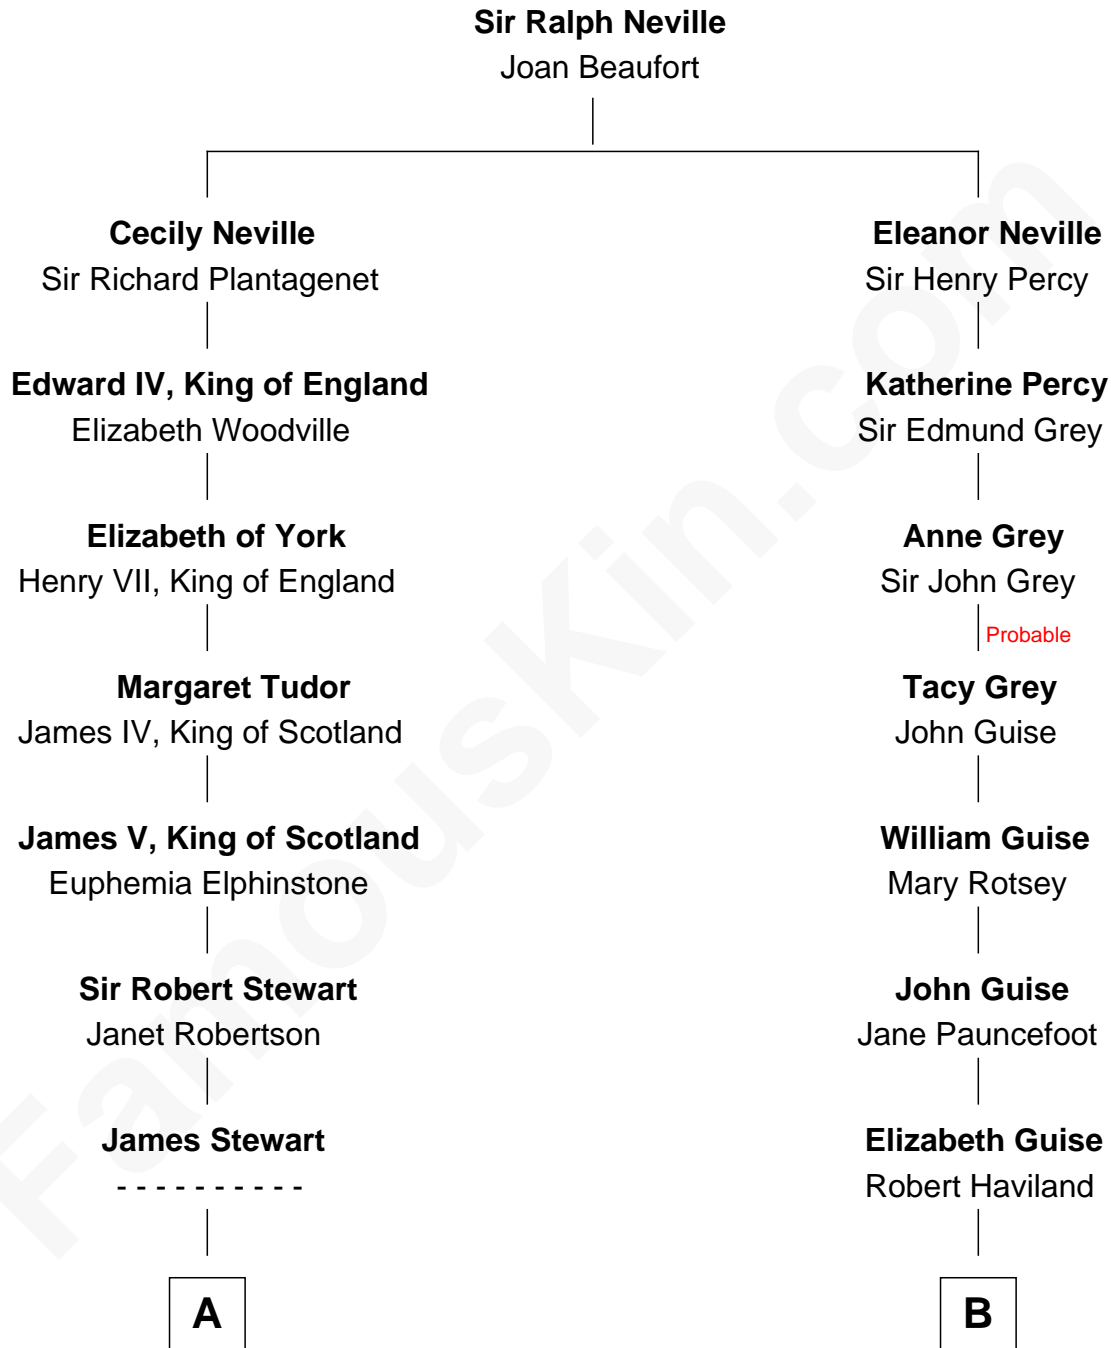 Sir Ralph Neville
Joan Beaufort
Cecily Neville
Sir Richard Plantagenet
Eleanor Neville
Sir Henry Percy
Edward IV, King of England
Elizabeth Woodville
Katherine Percy
Sir Edmund Grey
Elizabeth of York
Henry VII, King of England
Anne Grey
Sir John Grey
Probable
Margaret Tudor
James IV, King of Scotland
Tacy Grey
John Guise
James V, King of Scotland
Euphemia Elphinstone
William Guise
Mary Rotsey
Sir Robert Stewart
Janet Robertson
John Guise
Jane Pauncefoot
James Stewart
- - - - - - - - - -
Elizabeth Guise
Robert Haviland
A
B
FamousKin.com